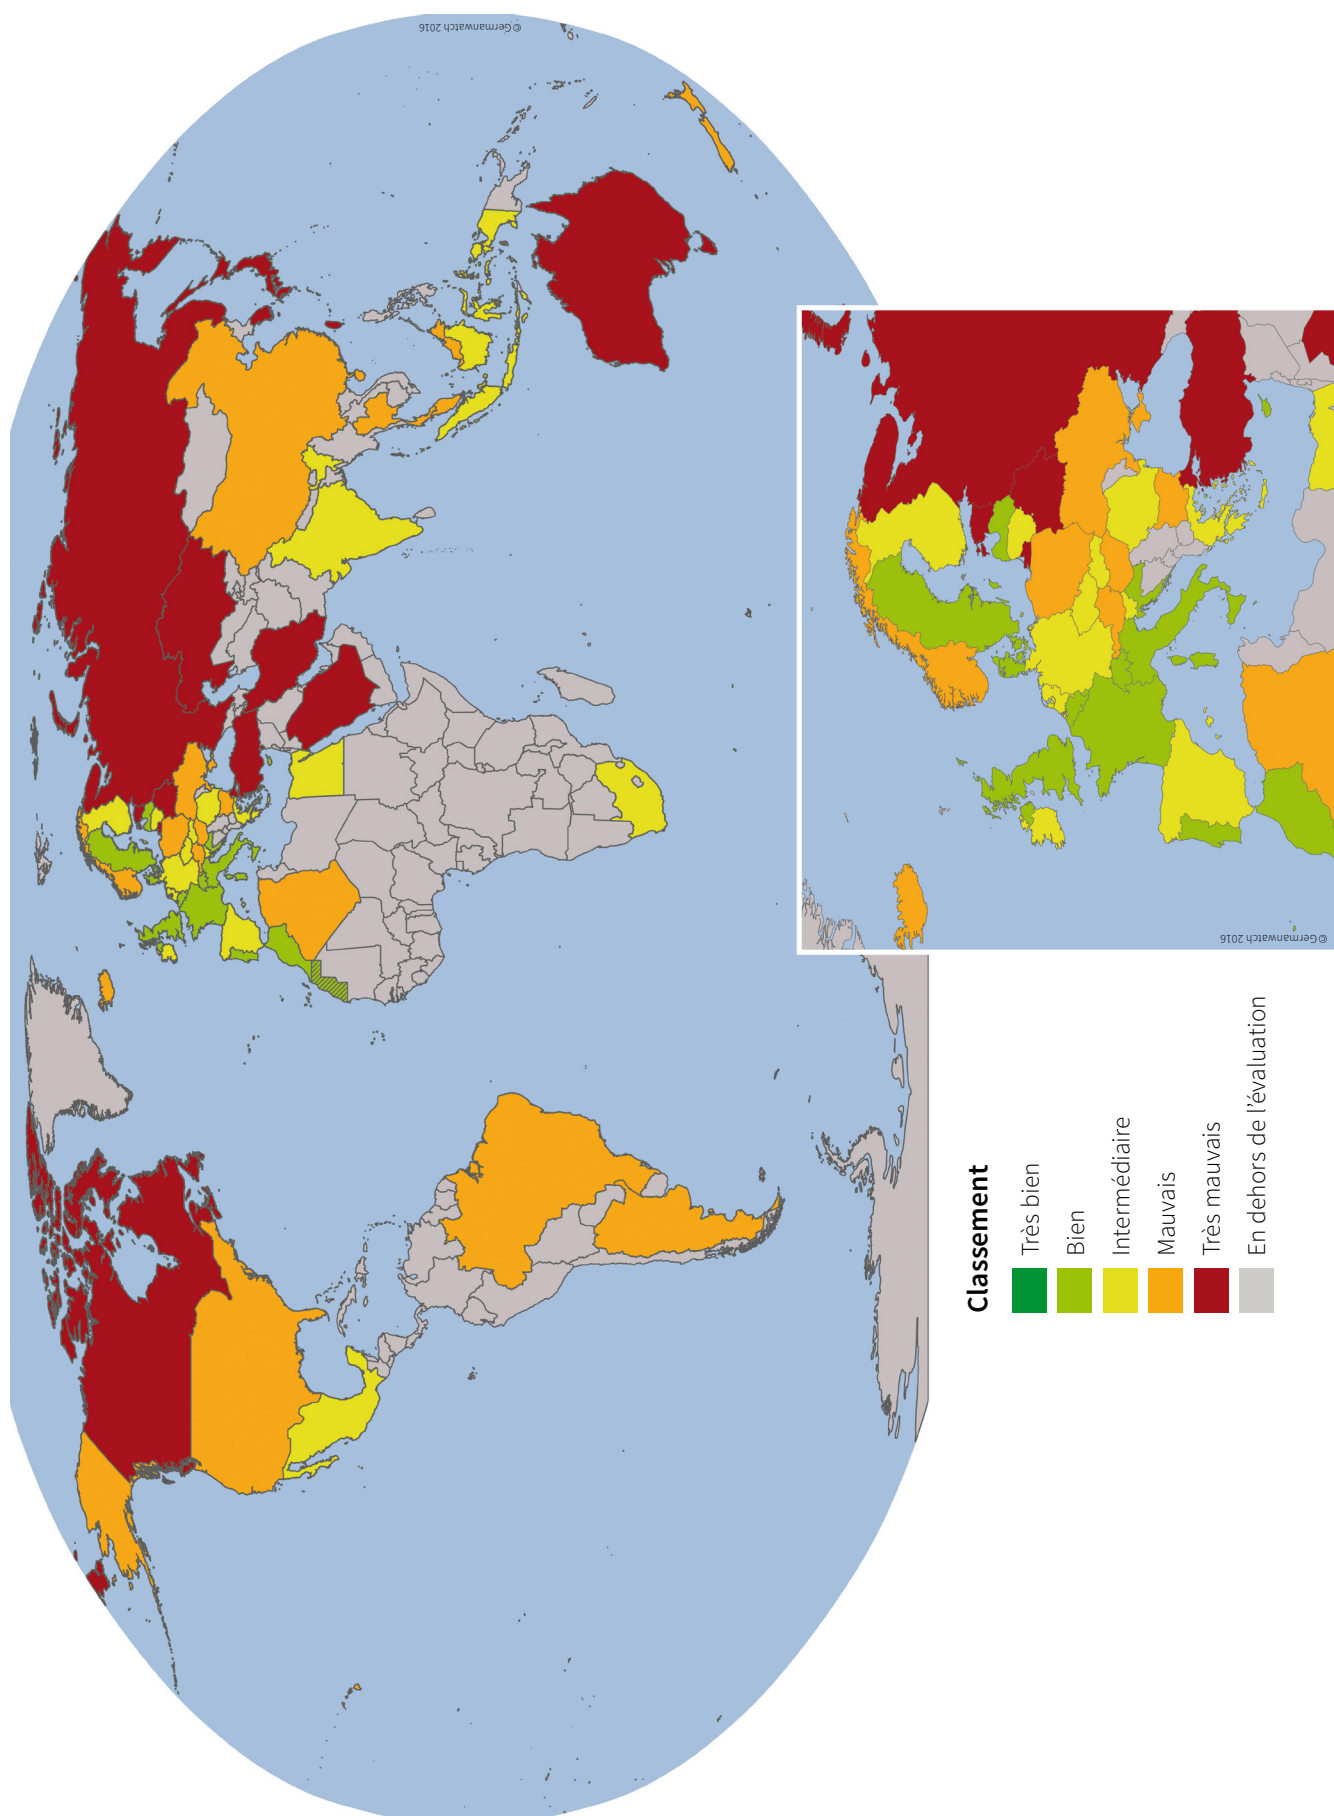 ©Germanwatch 2016
©Germanwatch 2016
Classement
Très bien
Bien
Intermédiaire
Mauvais
Très mauvais
En dehors de l'évaluation